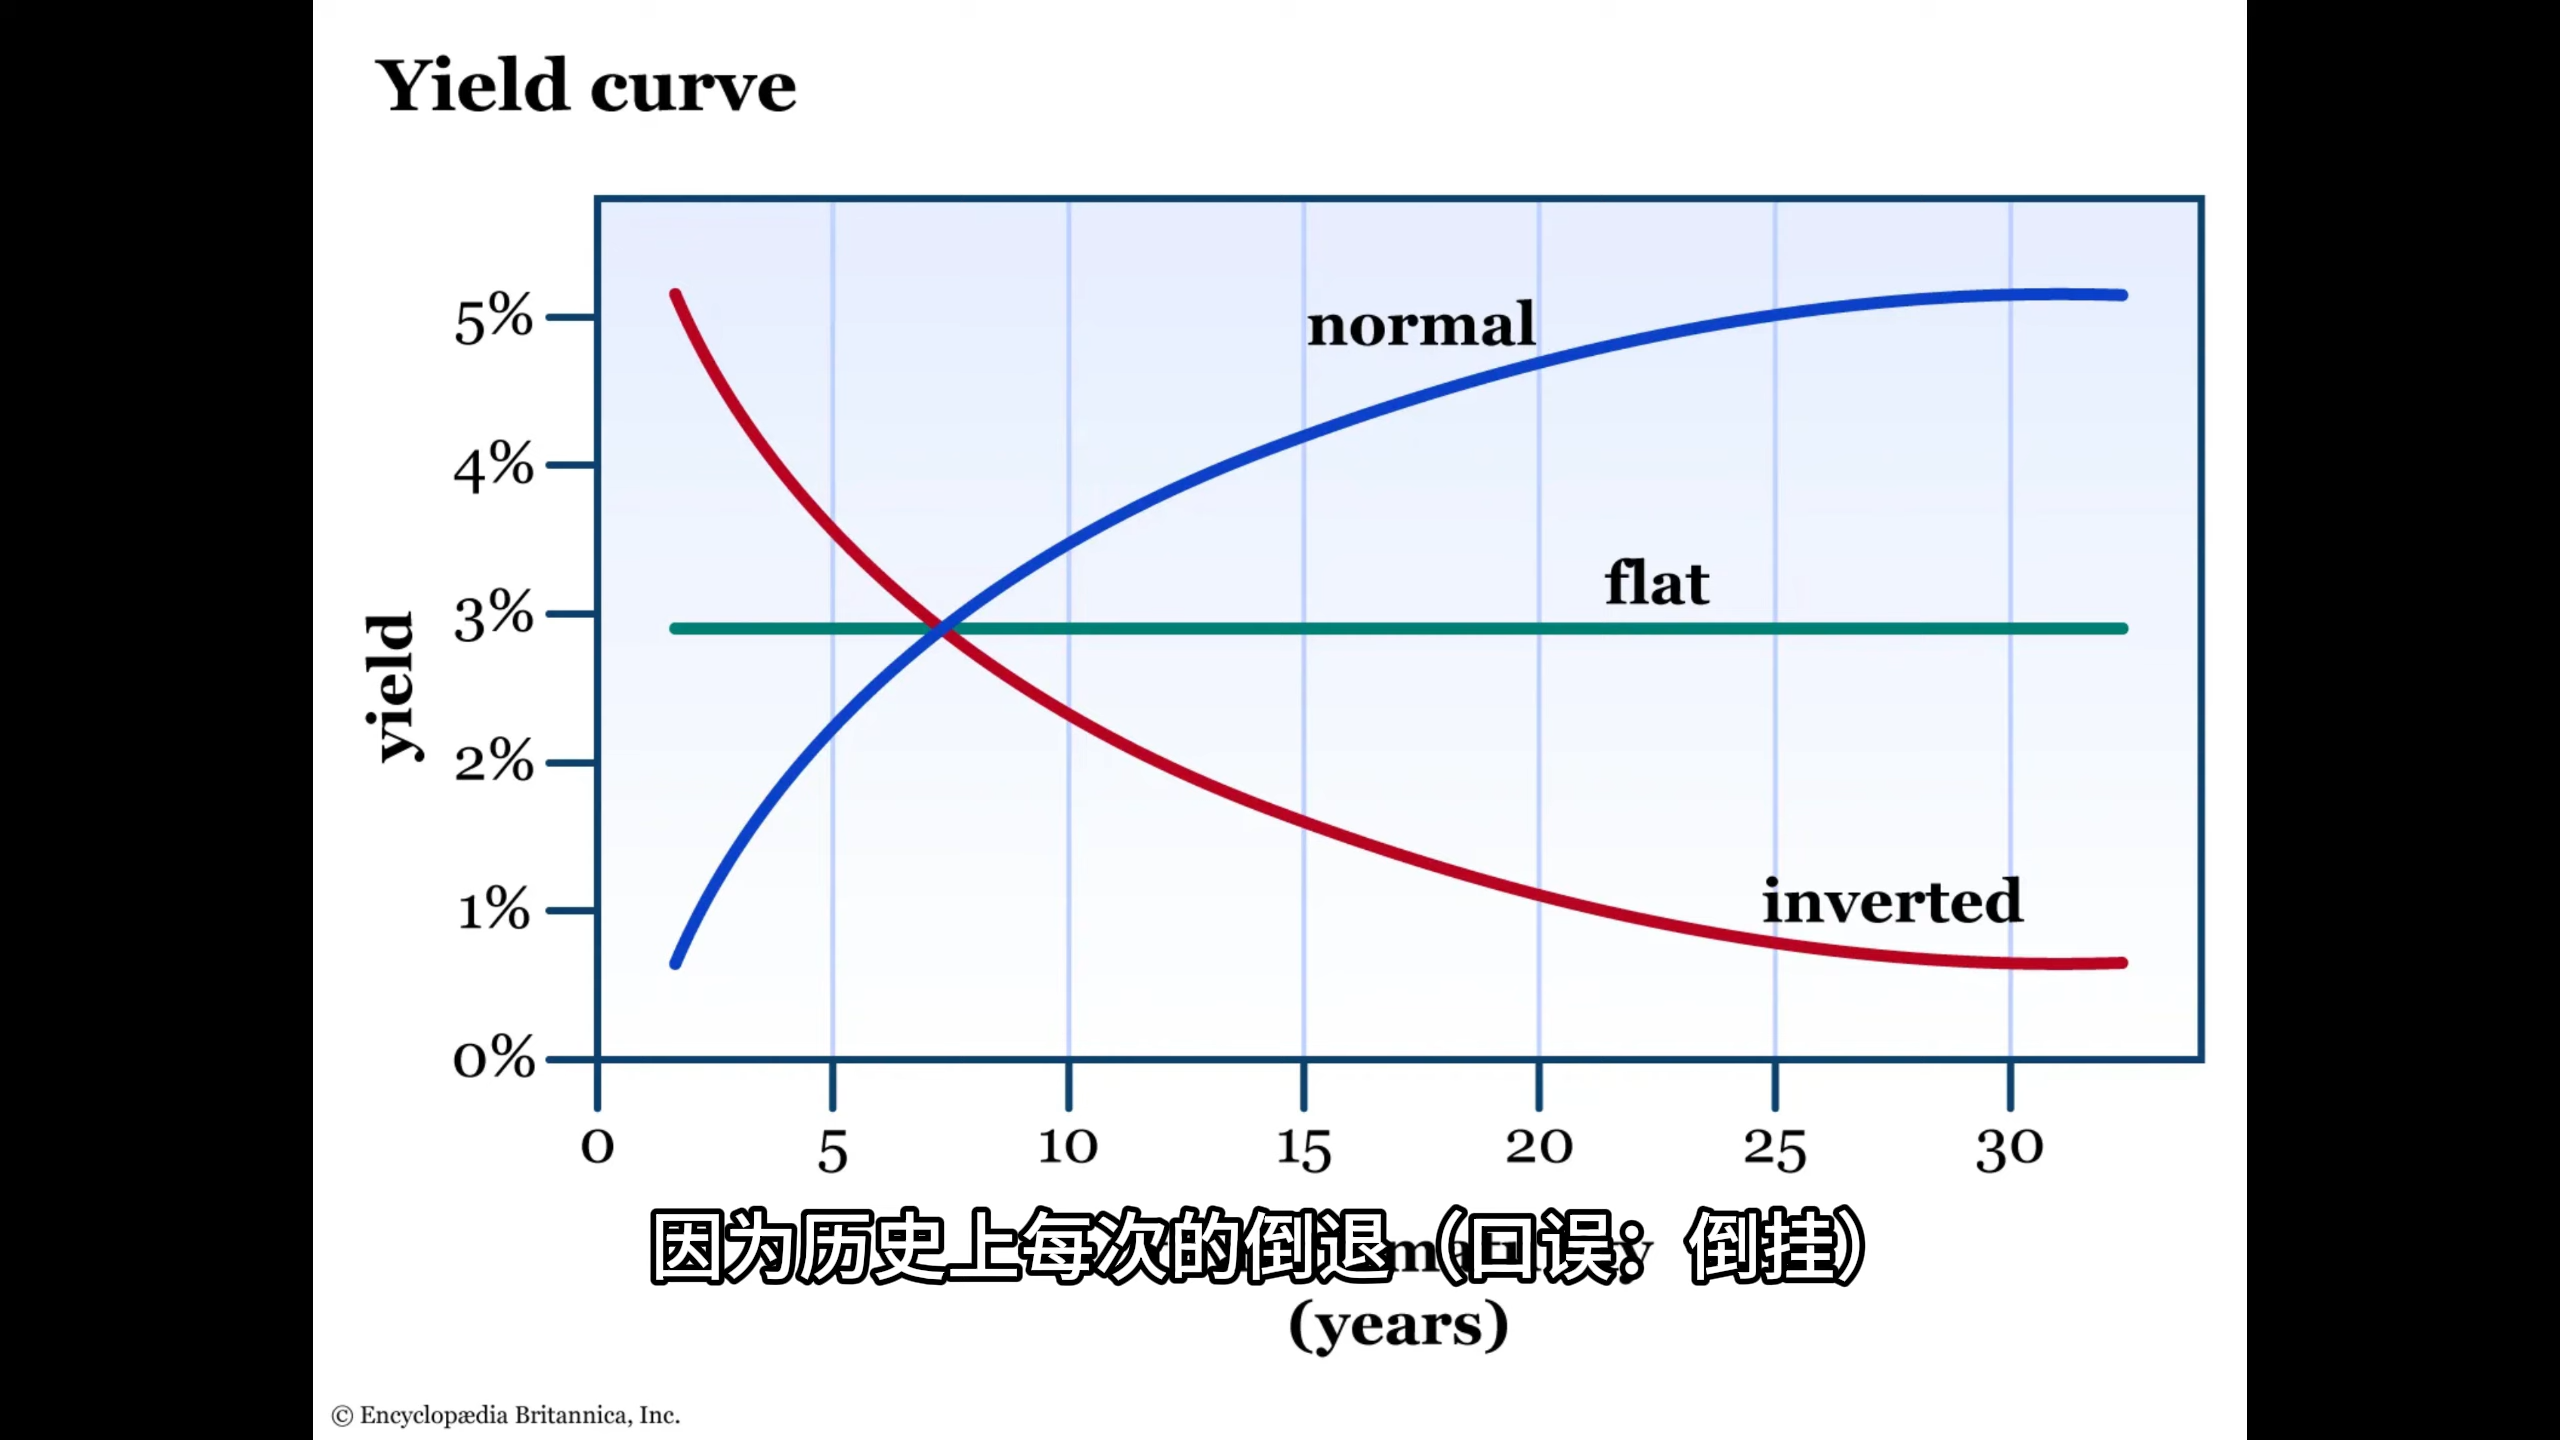 Yield curve
5%
4%
3%
2%
1%
0%
yield
normal
flat
inverted
0 5 10 15 20 25 30
因为历史上每次的倒退（口误：倒挂）
(years)
© Encyclopædia Britannica, Inc.